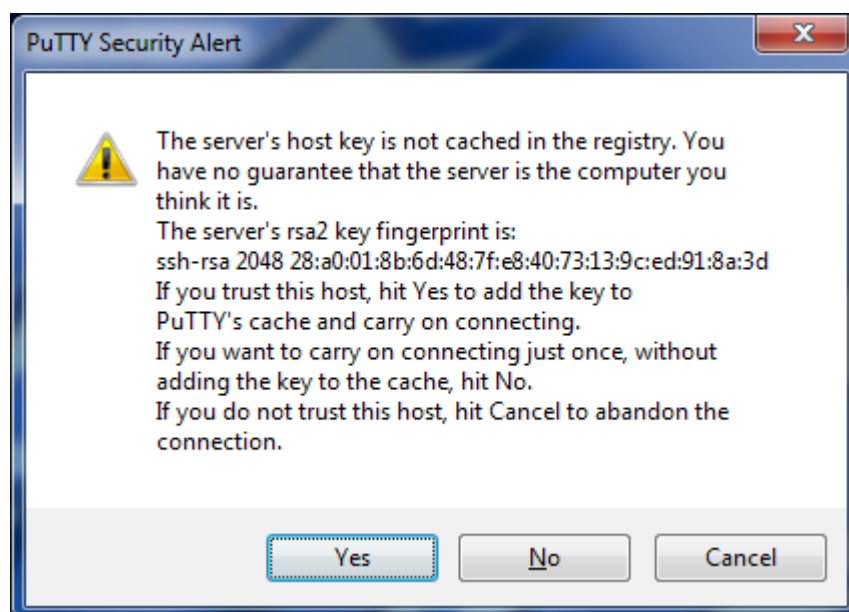 PuTTY Security Alert
The server's host key is not cached in the registry. You
have no guarantee that the server is the computer you
think it is.
The server's rsa2 key fingerprint is:
ssh-rsa 2048 28:a0:01:8b:6d:48:7f:e8:40:73:13:9c:ed:91:8a:3d
If you trust this host, hit Yes to add the key to
PuTTY's cache and carry on connecting.
If you want to carry on connecting just once, without
adding the key to the cache, hit No.
If you do not trust this host, hit Cancel to abandon the
connection.
Yes No Cancel